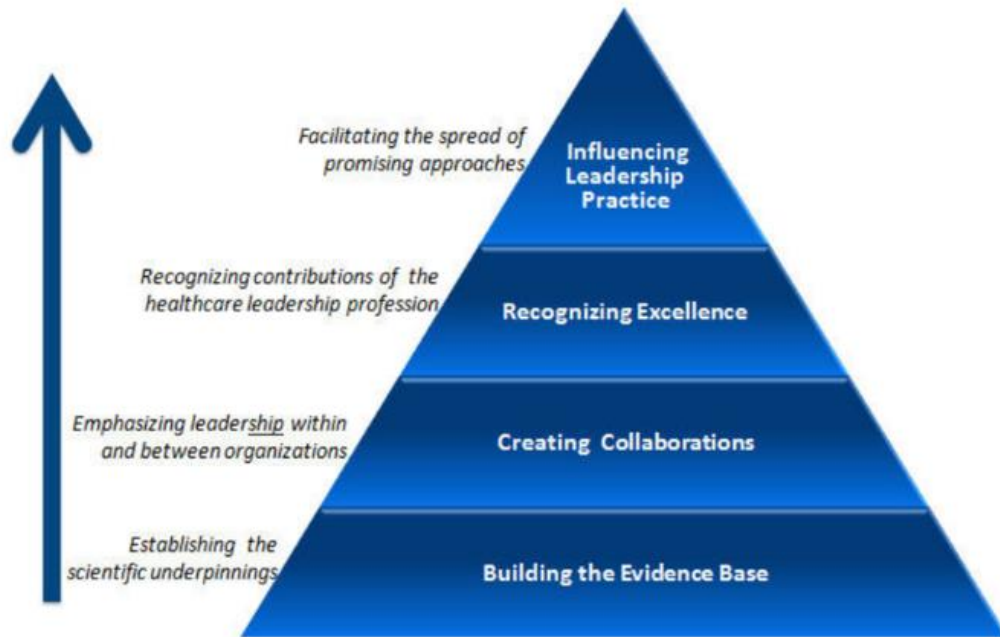 Facilitating the spread of
promising approaches
Influencing
Leadership
Practice
Recognizing contributions of the
healthcare leadership profession
Recognizing Excellence
Emphasizing leadership within
and between organizations
Creating Collaborations
Establishing the
scientific underpinnings
Building the Evidence Base